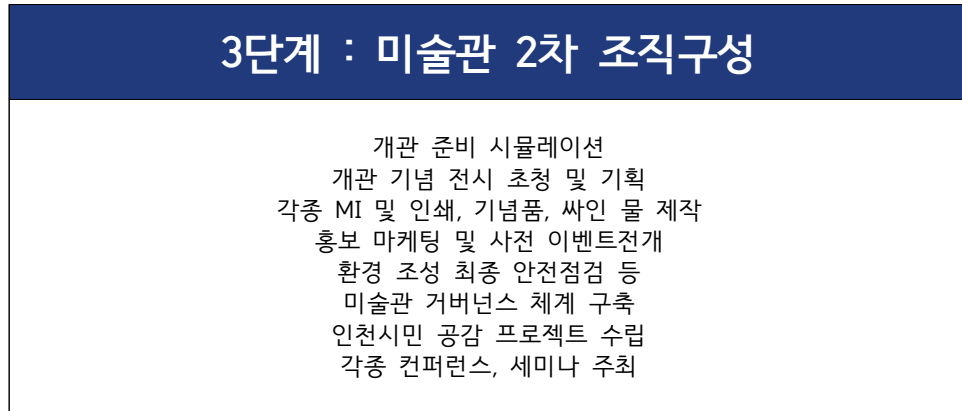 3단계 : 미술관 2차 조직구성
개관 준비 시뮬레이션
개관 기념 전시 초청 및 기획
각종 MI 및 인쇄, 기념품, 싸인 물 제작
홍보 마케팅 및 사전 이벤트전개
환경 조성 최종 안전점검 등
미술관 거버넌스 체계 구축
인천시민 공감 프로젝트 수립
각종 컨퍼런스, 세미나 주최